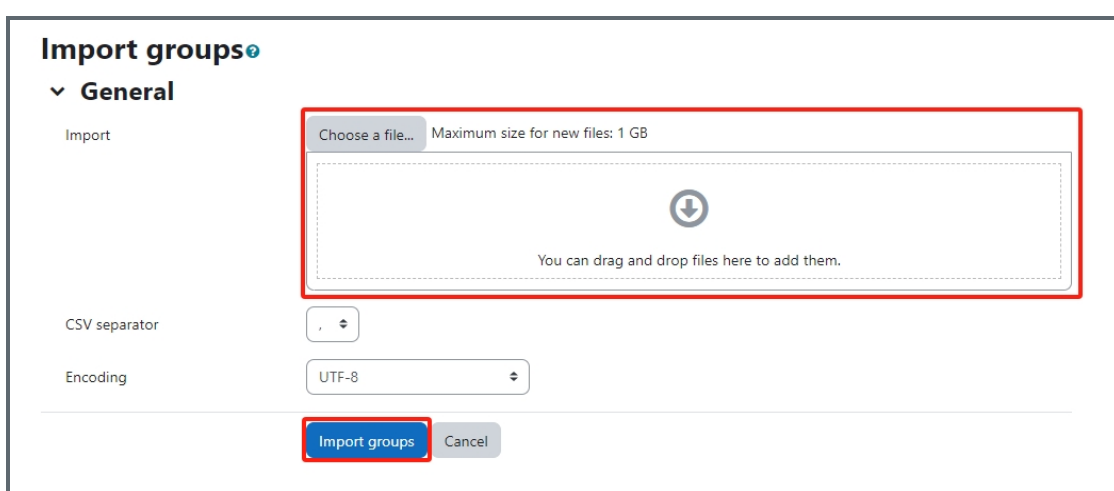 Import groups?
General
Import
Choose a file... Maximum size for new files: 1 GB
You can drag and drop files here to add them.
CSV separator
,
Encoding
UTF-8
Import groups Cancel